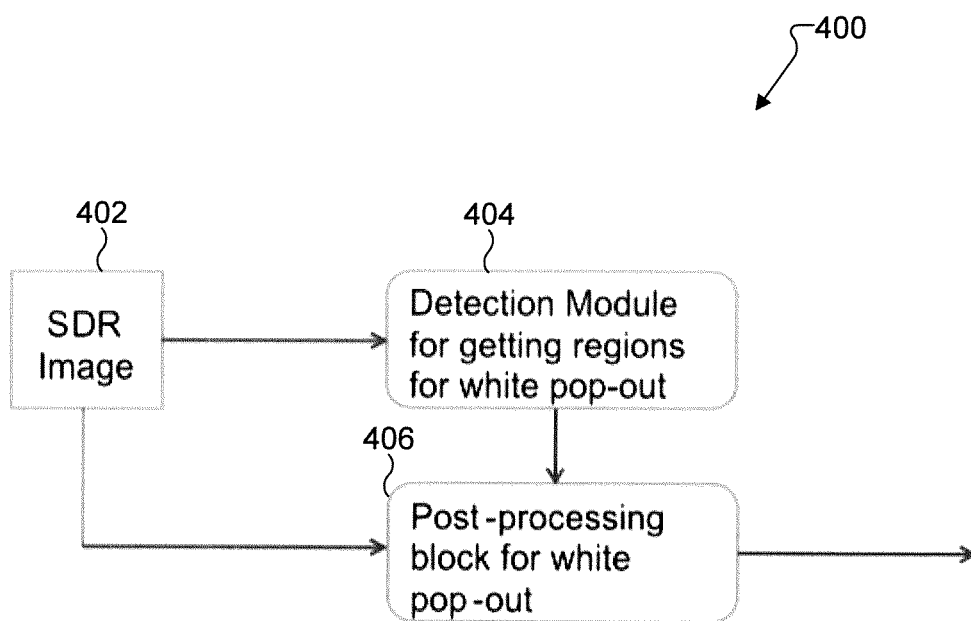 400
402
404
SDR
Image
Detection Module
for getting regions
for white pop-out
406
Post-processing
block for white
pop-out